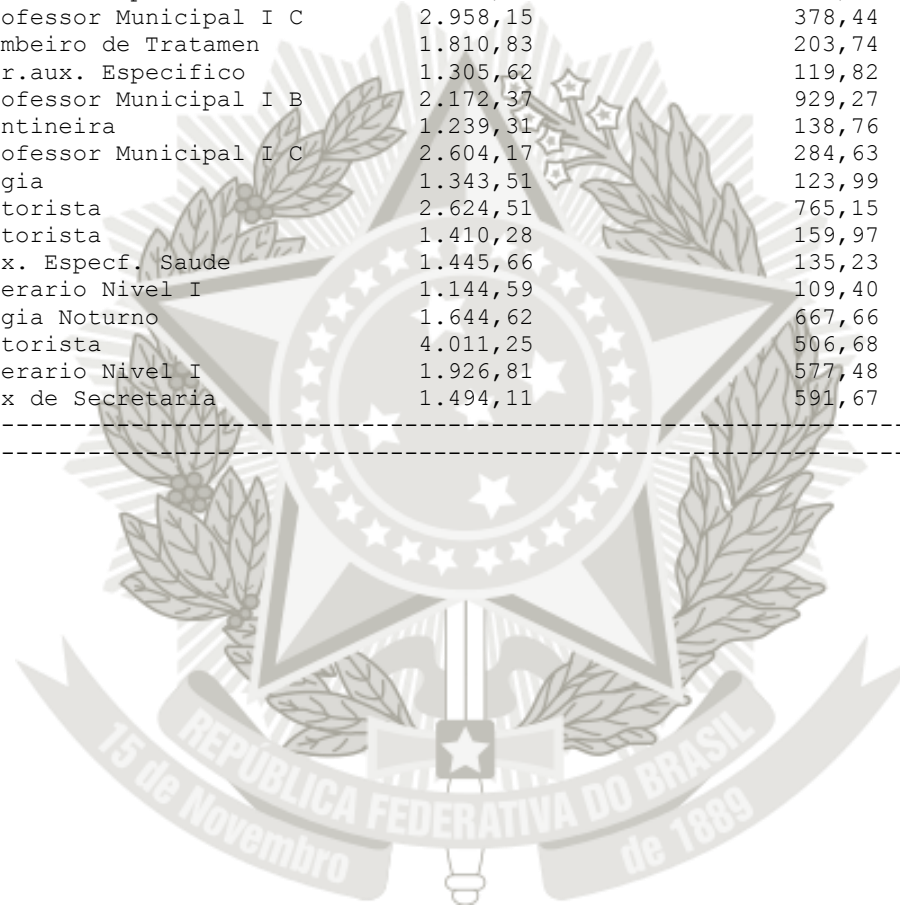 ofessor Municipal I C 2.958,15 378,44
mbeiro de Tratamen 1.810,83 203,74
r.aux. Especifico 1.305,62 119,82
ofessor Municipal I B 2.172,37 929,27
ntineira 1.239,31 138,76
ofessor Municipal I C 2.604,17 284,63
gia 1.343,51 123,99
torista 2.624,51 765,15
torista 1.410,28 159,97
x. Especf. Saude 1.445,66 135,23
erario Nivel I 1.144,59 109,40
gia Noturno 1.644,62 667,66
torista 4.011,25 506,68
erario Nivel I 1.926,81 577,48
x de Secretaria 1.494,11 591,67
--------------------------------------------------------------
--------------------------------------------------------------
REPÚBLICA FEDERATIVA DO BRASIL
15 de Novembro de 1889